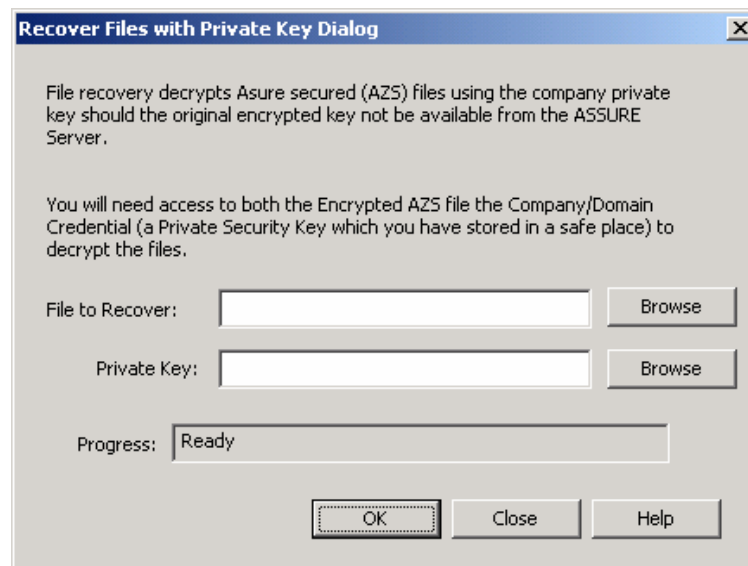 Recover Files with Private Key Dialog
File recovery decrypts Asure secured (AZS) files using the company private
key should the original encrypted key not be available from the ASSURE
Server.
You will need access to both the Encrypted AZS file the Company/Domain
Credential (a Private Security Key which you have stored in a safe place) to
decrypt the files.
File to Recover: Browse
Private Key: Browse
Progress: Ready
OK Close Help